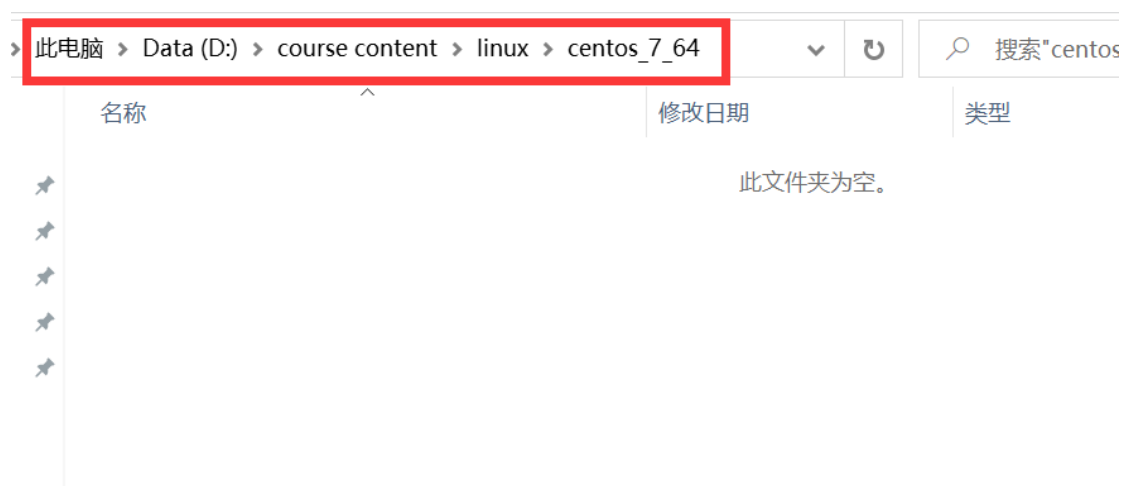 此电脑 > Data (D:) > course content > linux > centos_7_64 搜索"centos
名称 修改日期 类型
此文件夹为空。